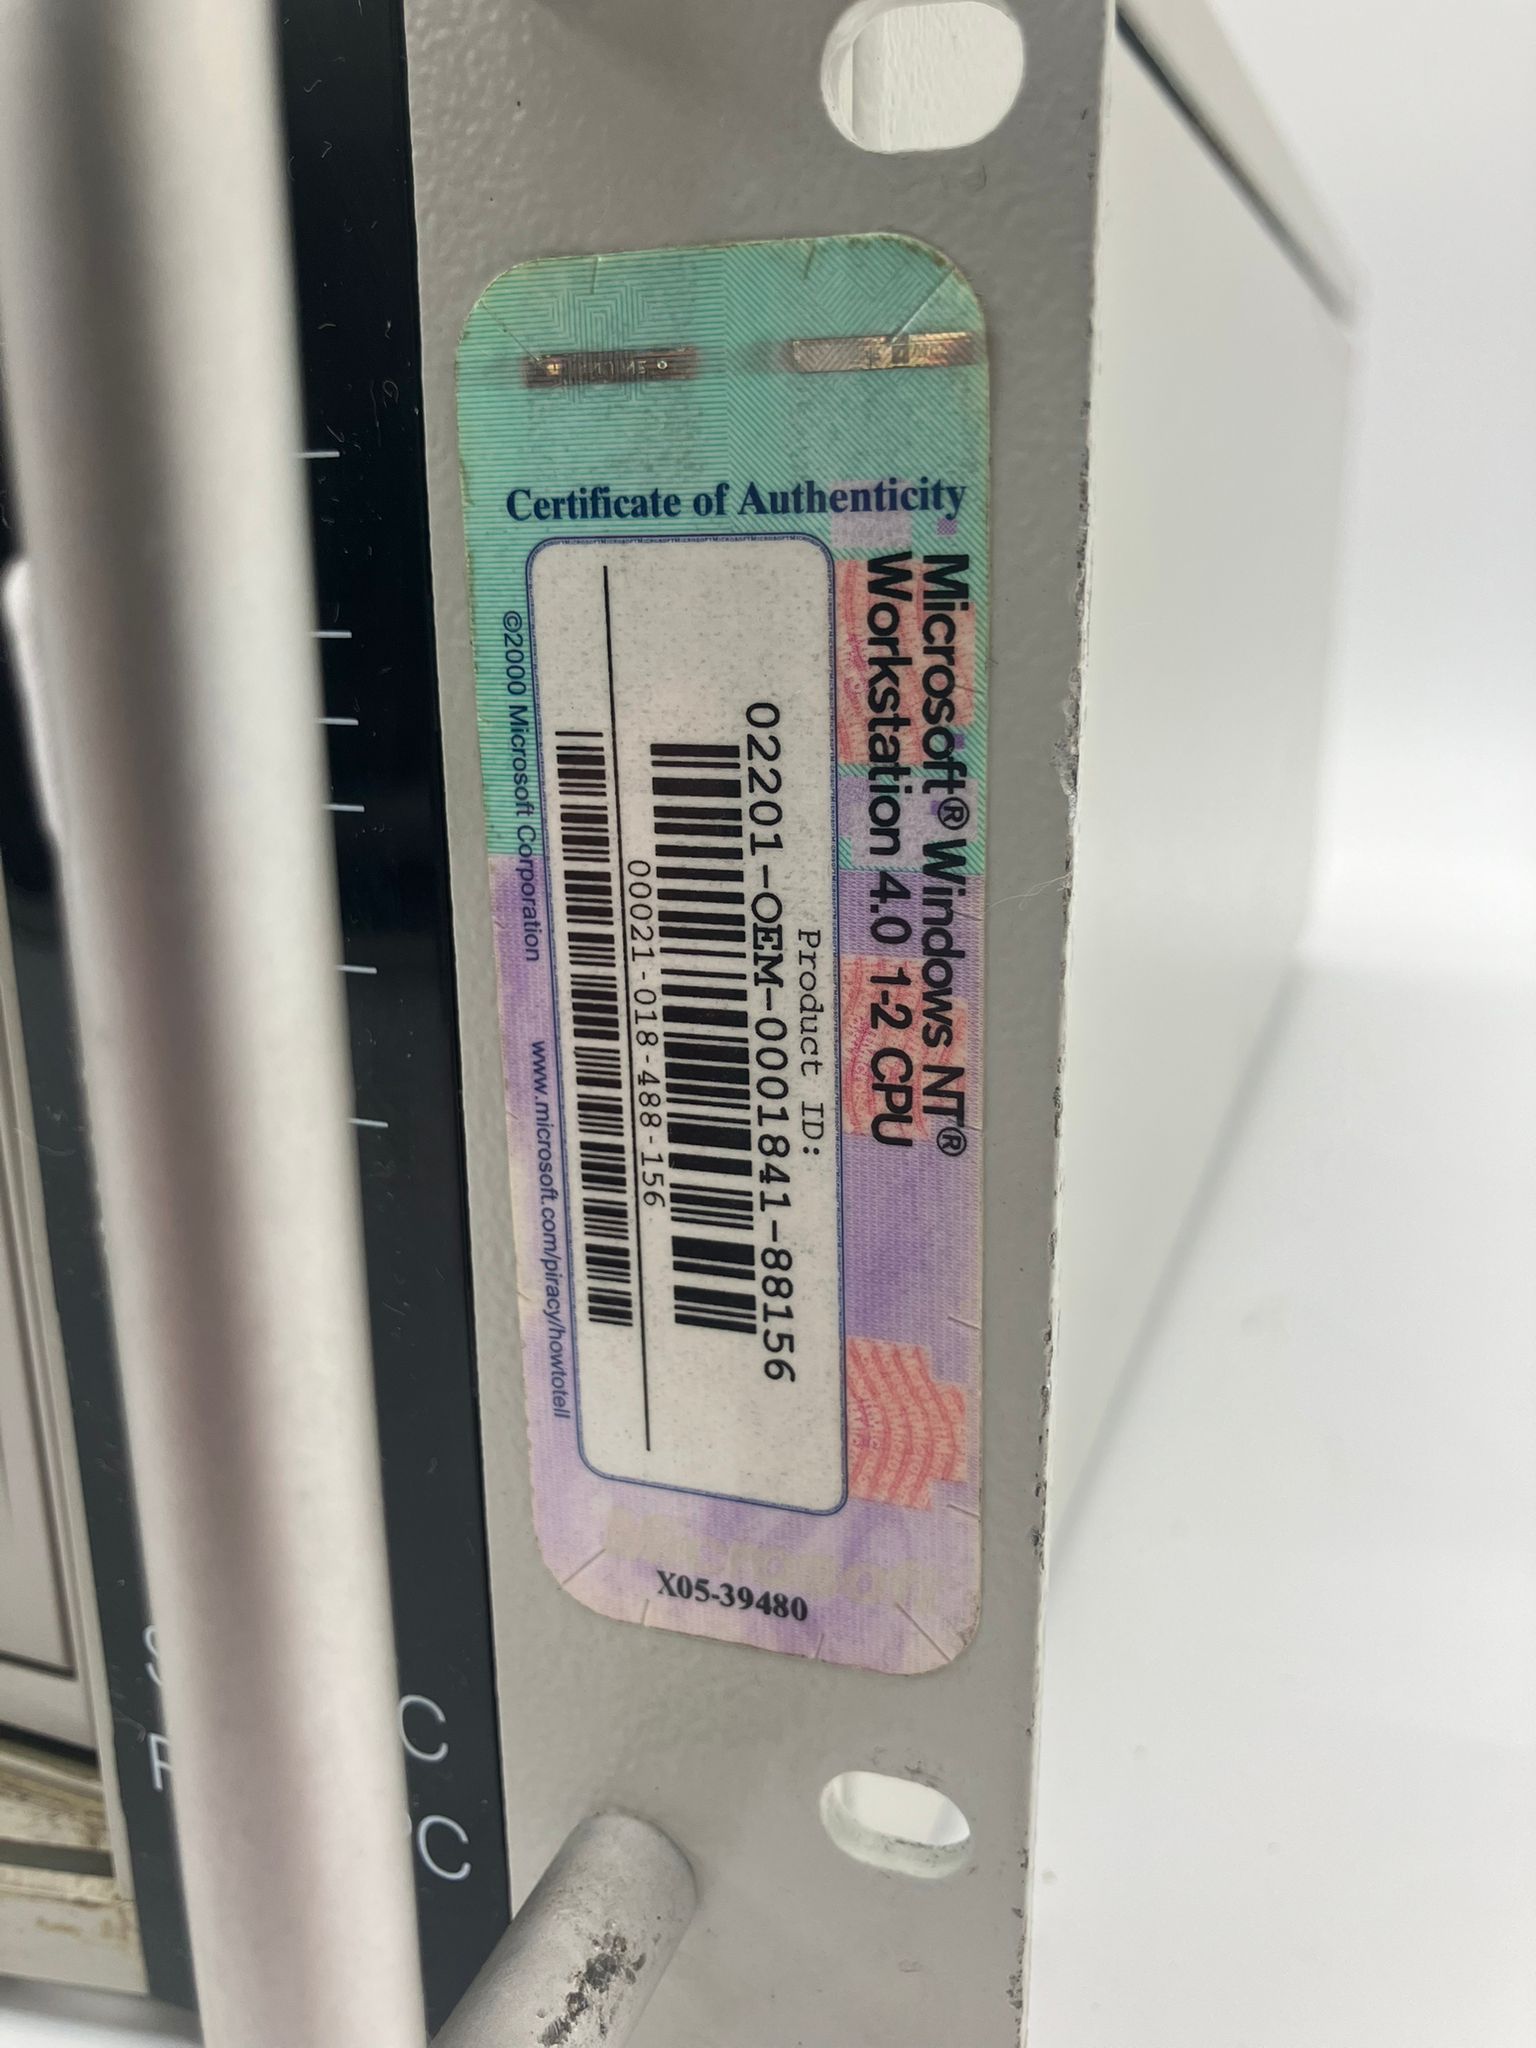 Certificate of Authenticity
Microsoft® Windows NT®
Workstation 4.0 1-2 CPU
Product ID:
02201-OEM-0001841-88156
00021-018-488-156
©2000 Microsoft Corporation www.microsoft.com/piracy/howtotell
X05-39480